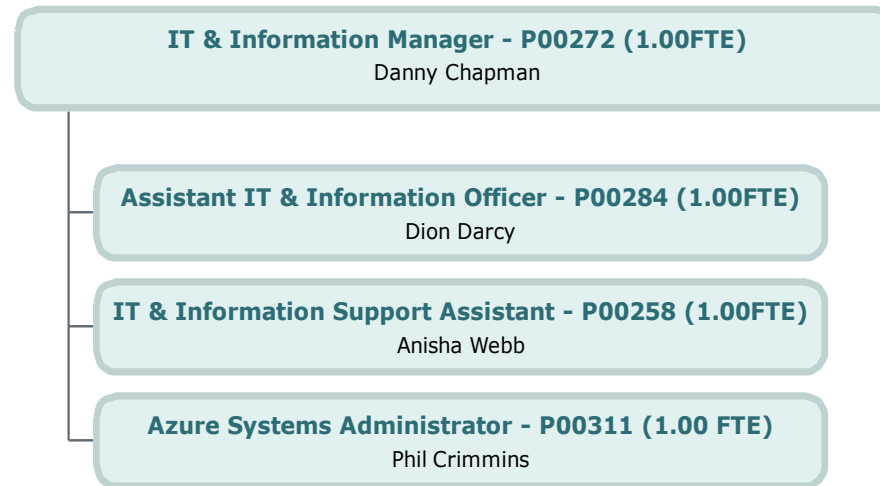 IT & Information Manager - P00272 (1.00FTE)
Danny Chapman
Assistant IT & Information Officer - P00284 (1.00FTE)
Dion Darcy
IT & Information Support Assistant - P00258 (1.00FTE)
Anisha Webb
Azure Systems Administrator - P00311 (1.00 FTE)
Phil Crimmins